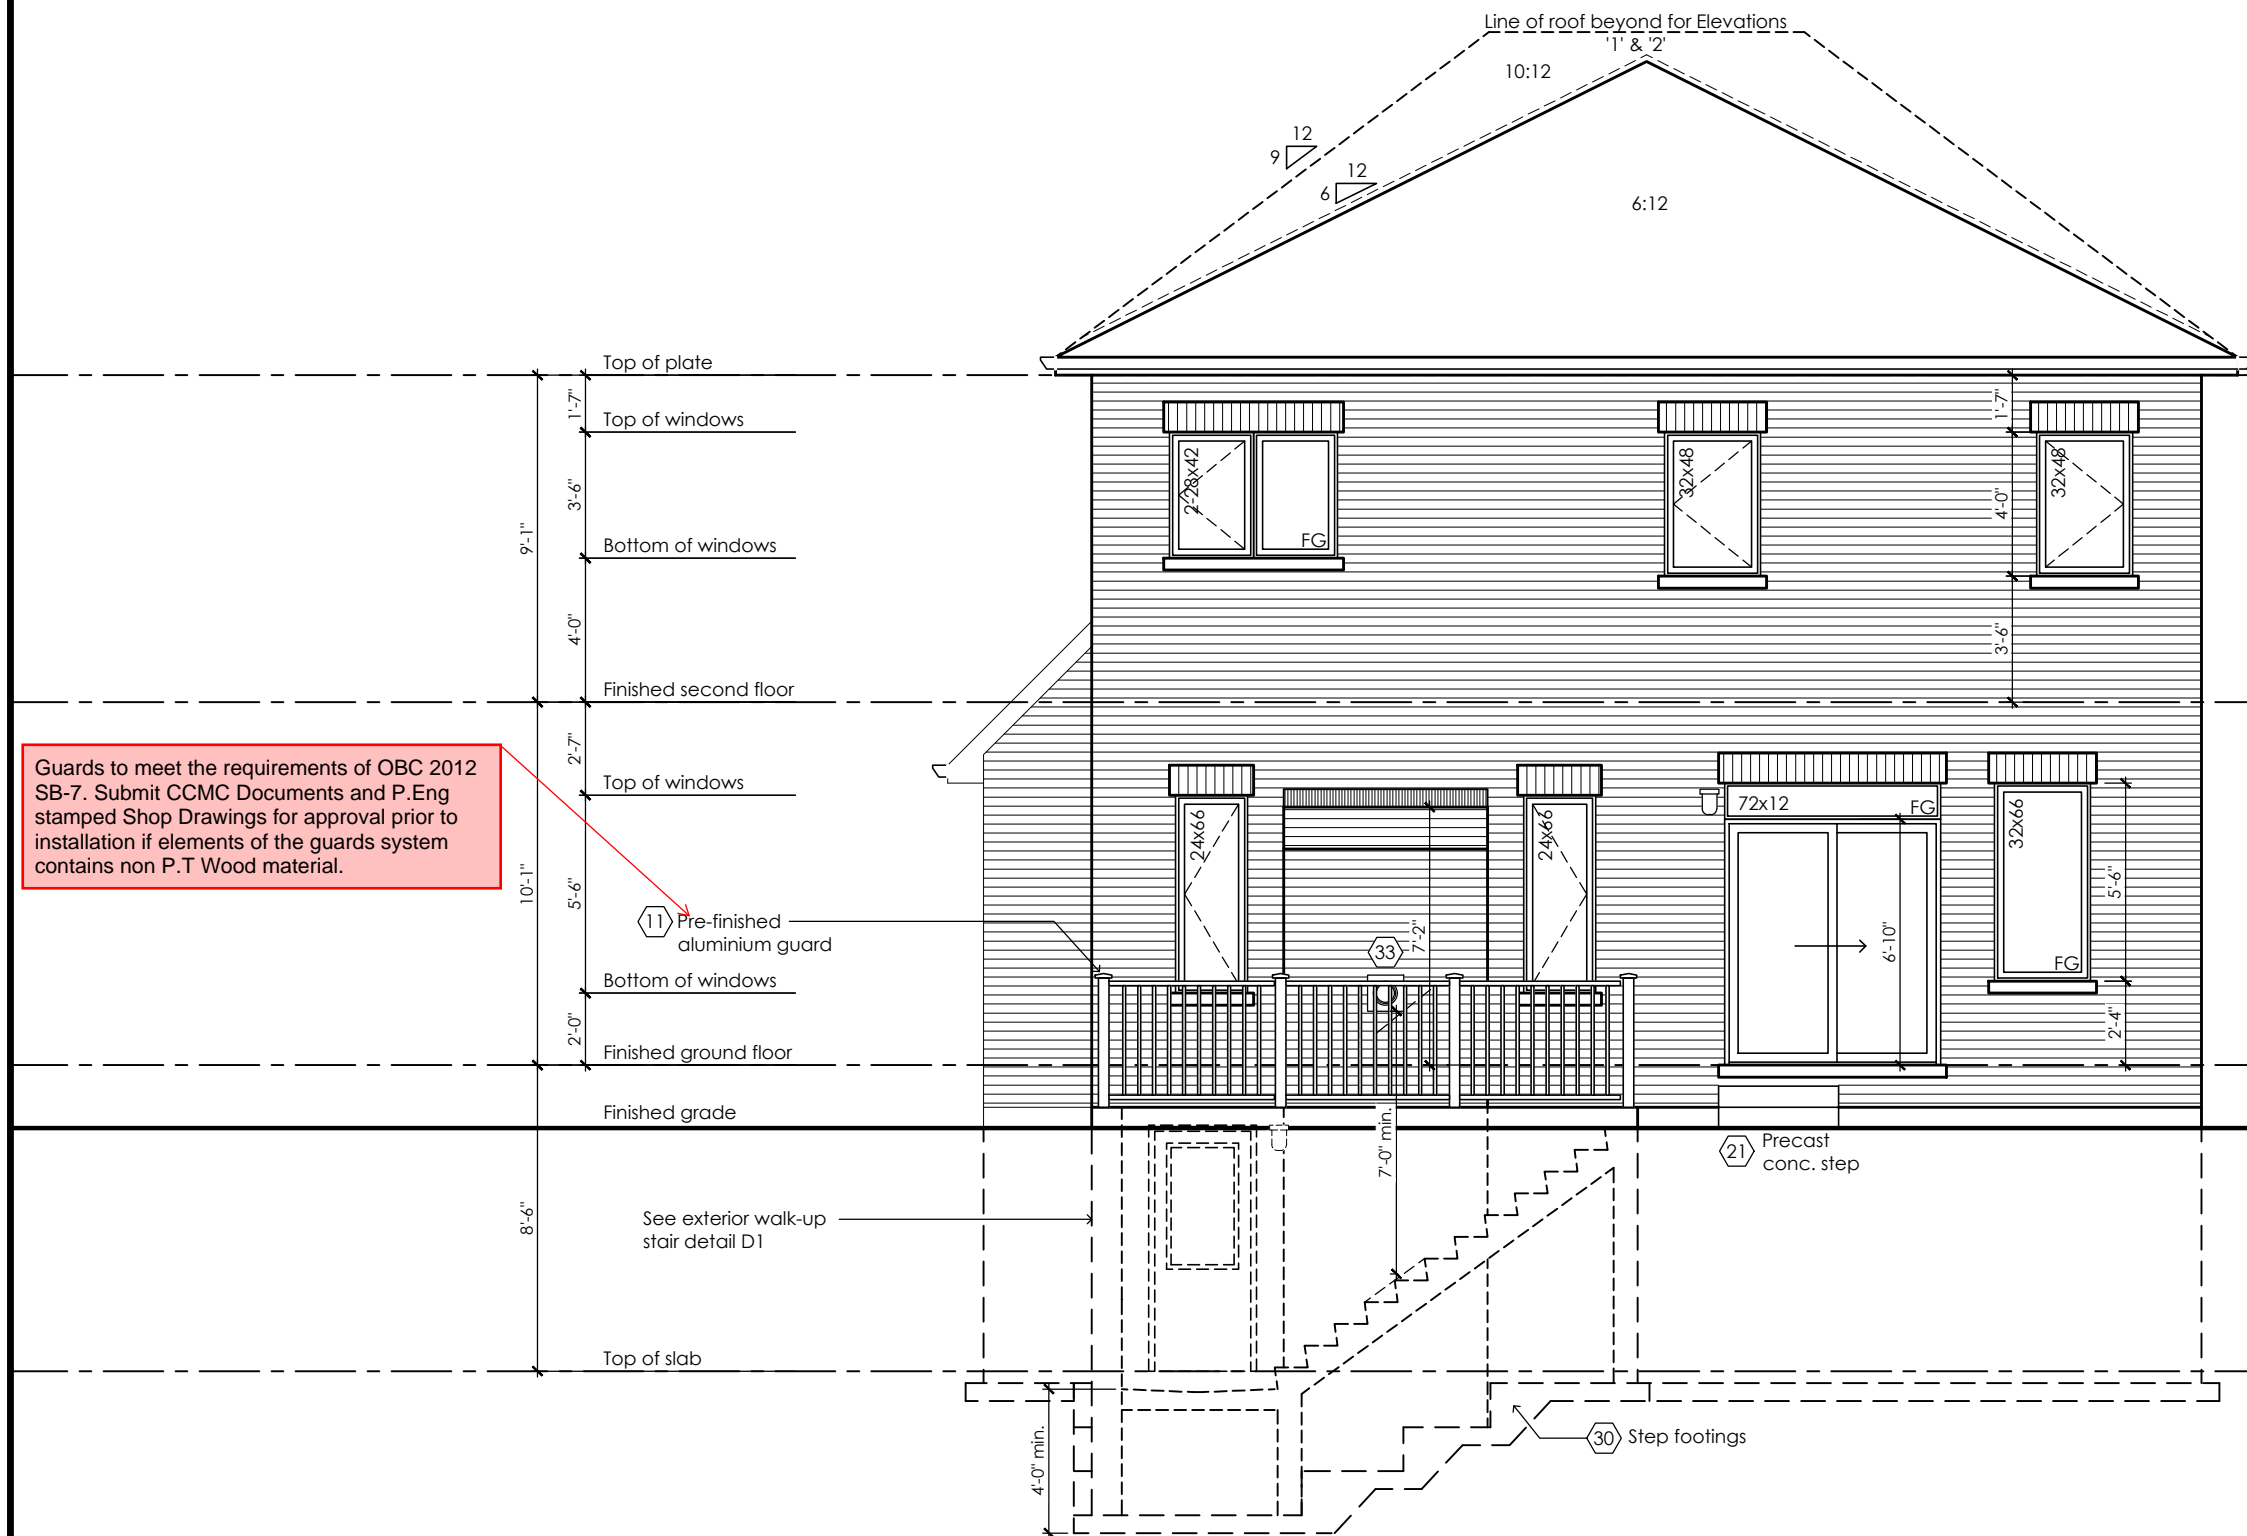 Line of roof beyond for Elevations
'1' & '2'
10:12
12
9
12
6
6:12
Top of plate
1'-7"
Top of windows
3'-6"
9'-1"
Bottom of windows
4'-0"
Finished second floor
2-28x42
FG
32x48
1'-7"
4'-0"
3'-6"
32x48
Guards to meet the requirements of OBC 2012
SB-7. Submit CCMC Documents and P.Eng
stamped Shop Drawings for approval prior to
installation if elements of the guards system
contains non P.T Wood material.
2'-7"
Top of windows
10'-1"
5'-6"
11 Pre-finished
aluminium guard
Bottom of windows
2'-0"
Finished ground floor
Finished grade
24x66
33
7'-2"
24x66
72x12
FG
6'-10"
32x66
FG
5'-6"
2'-4"
7'-0" min.
21 Precast
conc. step
8'-6"
See exterior walk-up
stair detail D1
Top of slab
4'-0" min.
30 Step footings